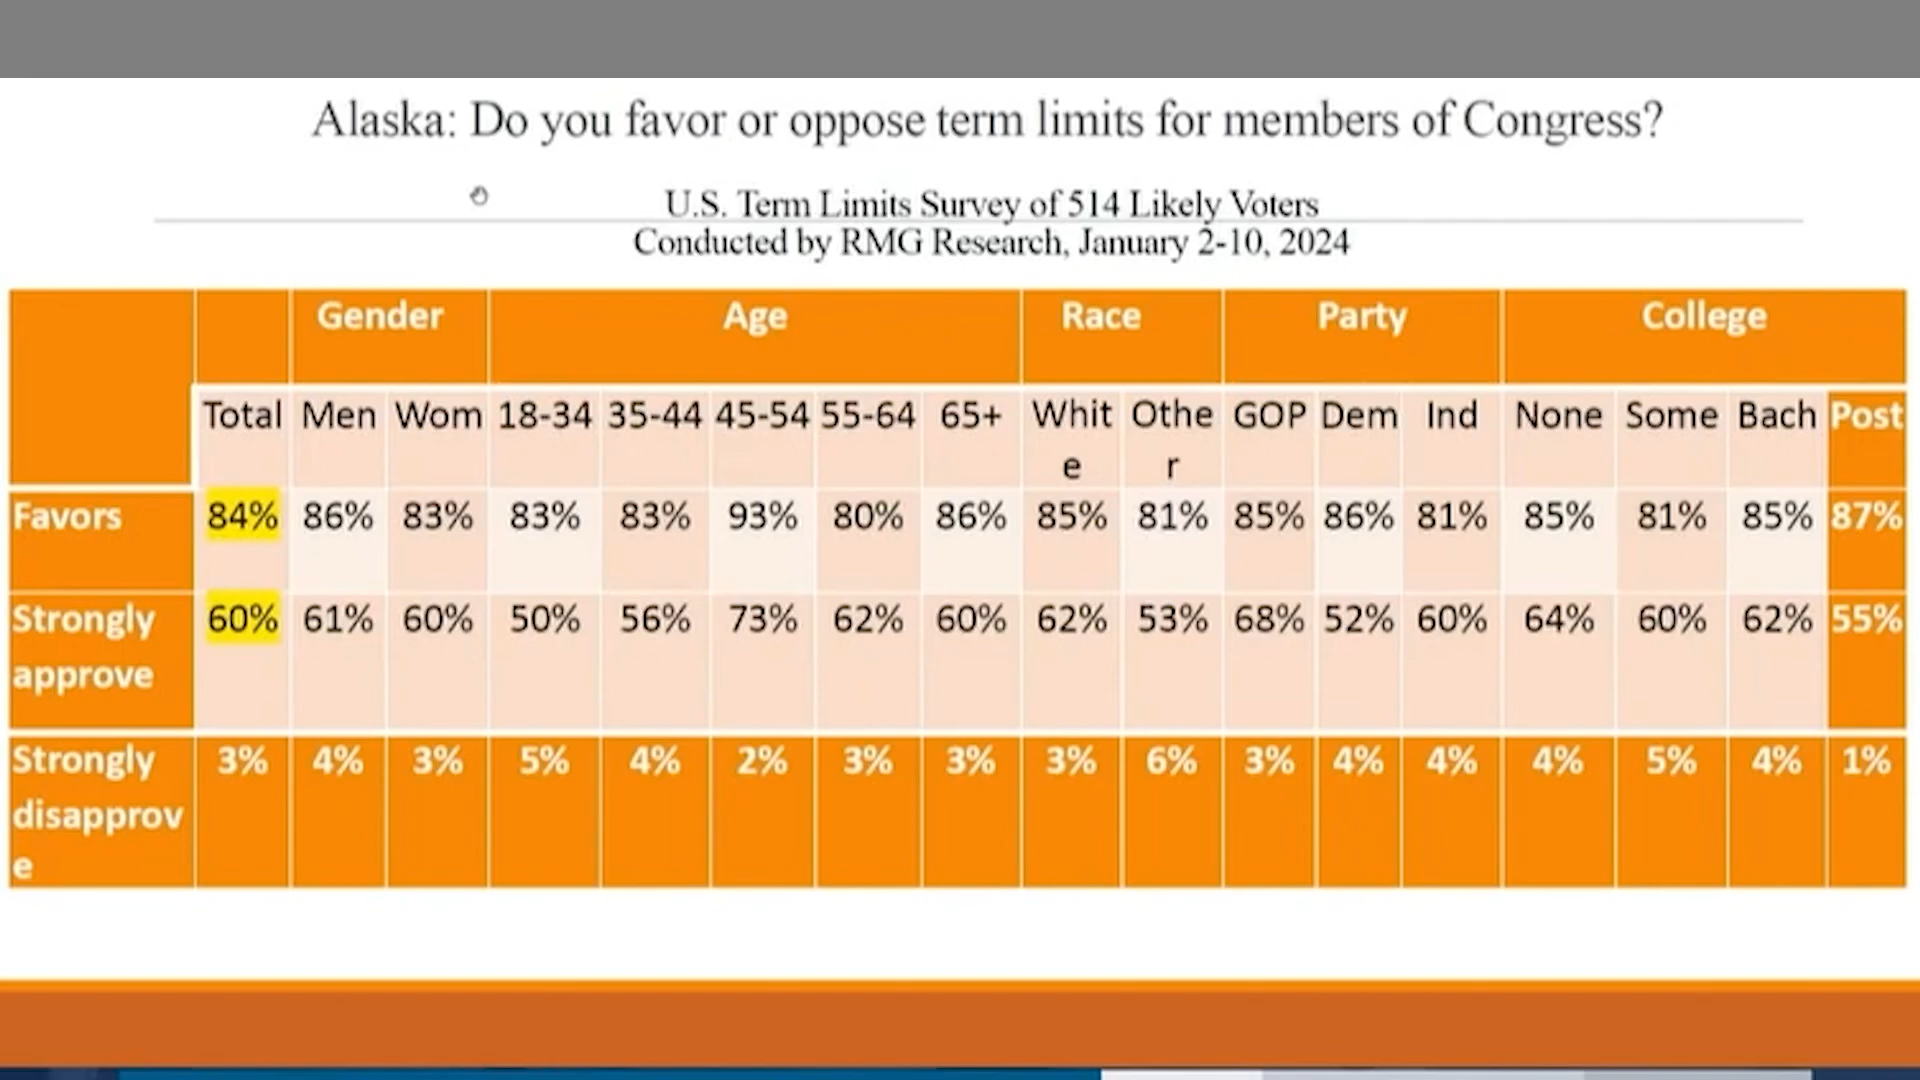 Alaska: Do you favor or oppose term limits for members of Congress?
U.S. Term Limits Survey of 514 Likely Voters
Conducted by RMG Research, January 2-10, 2024
Gender Age Race Party College
Total Men Wom 18-34 35-44 45-54 55-64 65+ Whit Othe GOP Dem Ind None Some Bach Post
e r
Favors 84% 86% 83% 83% 83% 93% 80% 86% 85% 81% 85% 86% 81% 85% 81% 85% 87%
Strongly 60% 61% 60% 50% 56% 73% 62% 60% 62% 53% 68% 52% 60% 64% 60% 62% 55%
approve
Strongly 3% 4% 3% 5% 4% 2% 3% 3% 3% 6% 3% 4% 4% 4% 5% 4% 1%
disapprov
e